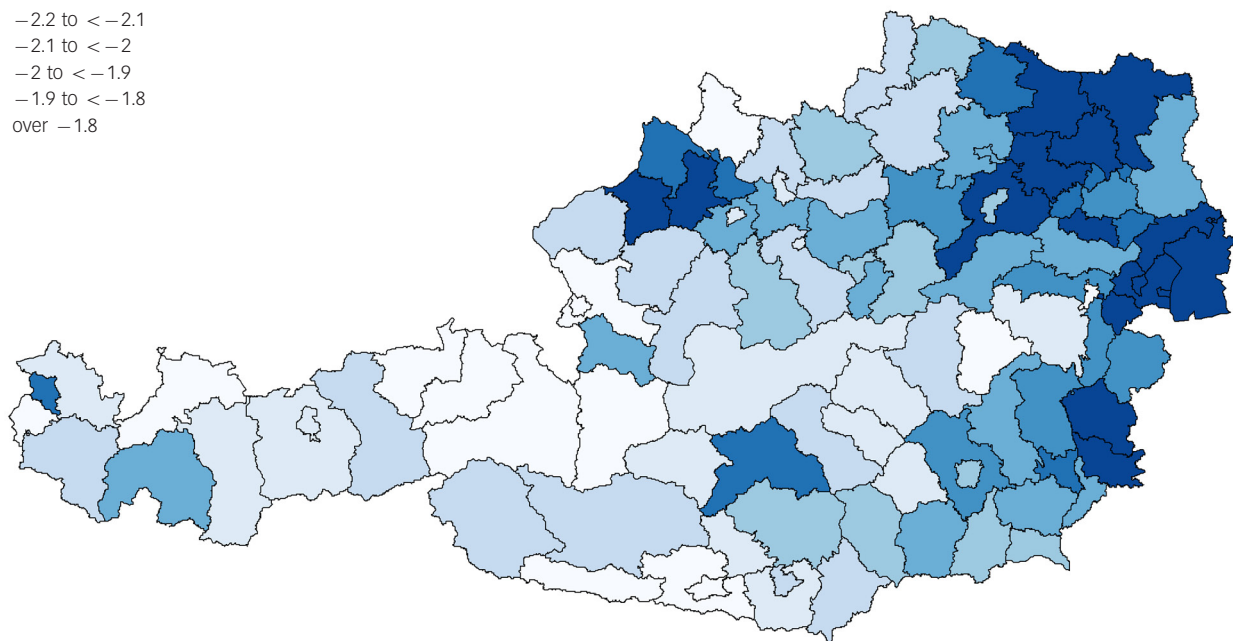 −2.2 to <−2.1
−2.1 to <−2
−2 to <−1.9
−1.9 to <−1.8
over −1.8